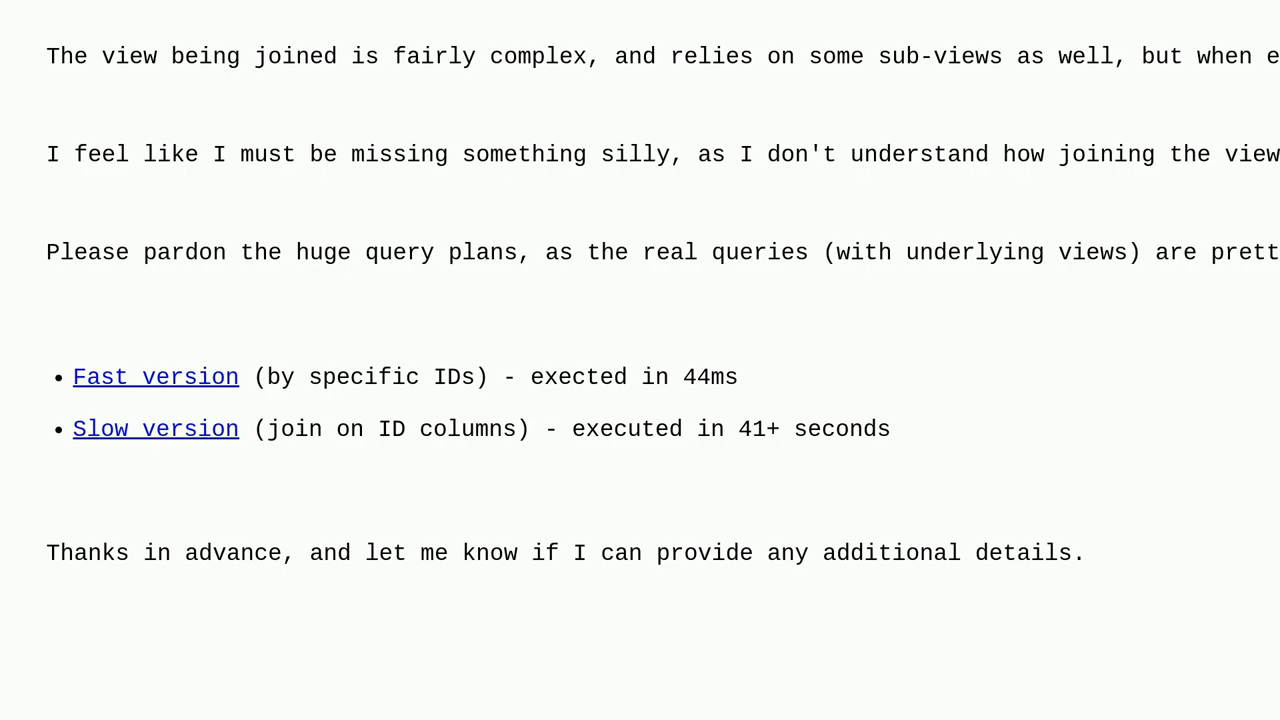 The view being joined is fairly complex, and relies on some sub-views as well, but when e
I feel like I must be missing something silly, as I don't understand how joining the view
Please pardon the huge query plans, as the real queries (with underlying views) are prett
• Fast version (by specific IDs) - exected in 44ms
• Slow version (join on ID columns) - executed in 41+ seconds
Thanks in advance, and let me know if I can provide any additional details.